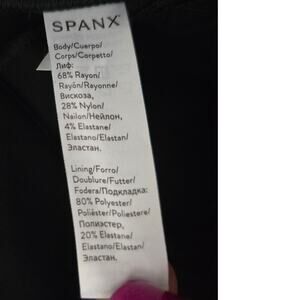 SPANX®
Body/Cuerpo/
Corps/Corpetto/
Лиф:
68% Rayon/
Rayón/Rayonne/
Вискоза,
28% Nylon/
Nailon/Нейлон,
4% Elastane/
Elastano/Elastan/
Эластан.
Lining/Forro/
Doublure/Futter/
Fodera/Подкладка:
80% Polyester/
Poliéster/Poliestere/
Полиэстер,
20% Elastane/
Elastano/Elastan/
Эластан.